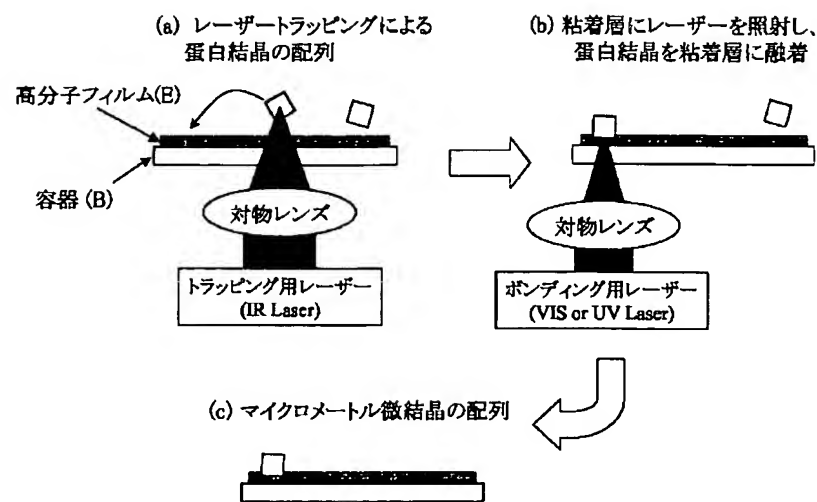 (a) レーザートラッピングによる
蛋白結晶の配列
(b) 粘着層にレーザーを照射し、
蛋白結晶を粘着層に融着
高分子フィルム(E)
容器 (B)
対物レンズ
トラッピング用レーザー
(IR Laser)
対物レンズ
ボンディング用レーザー
(VIS or UV Laser)
(c) マイクロメートル微結晶の配列